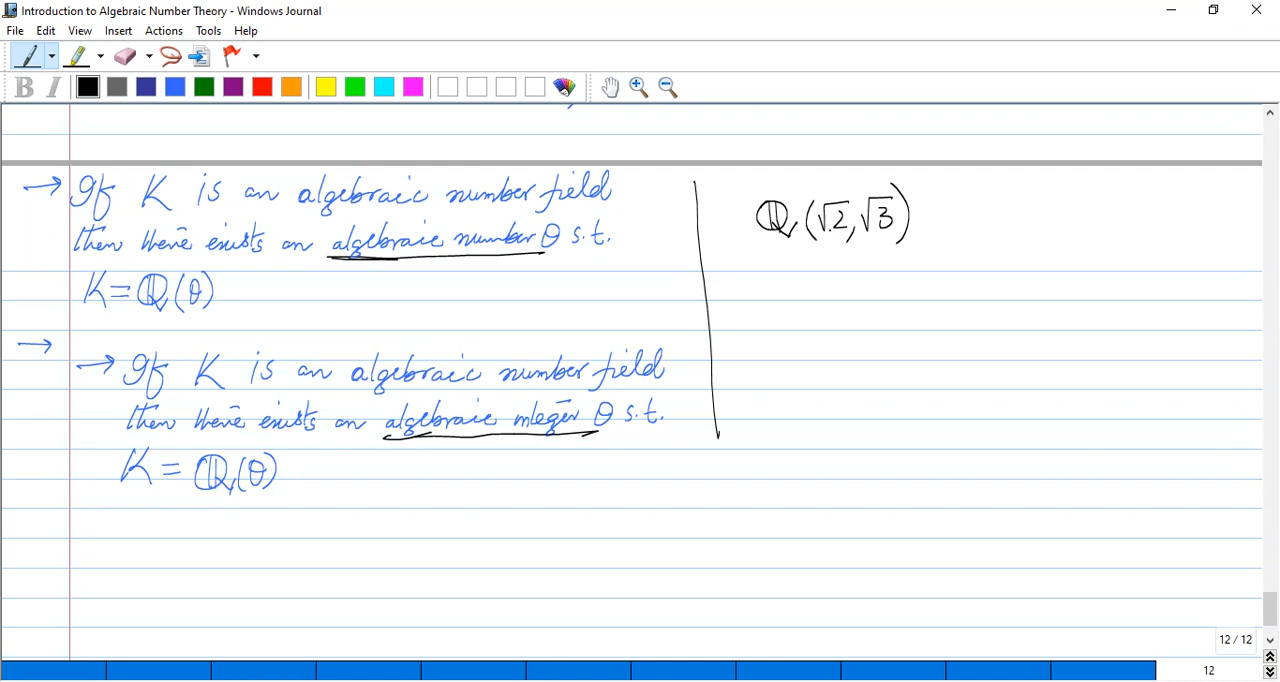 Introduction to Algebraic Number Theory - Windows Journal
File Edit View Insert Actions Tools Help
B I
→ If K is an algebraic number field
then there exists an algebraic number θ s.t.
K = ℚ(θ)
→
→ If K is an algebraic number field
then there exists an algebraic integer θ s.t.
K = ℚ(θ)
ℚ(√2, √3)
12 / 12
12